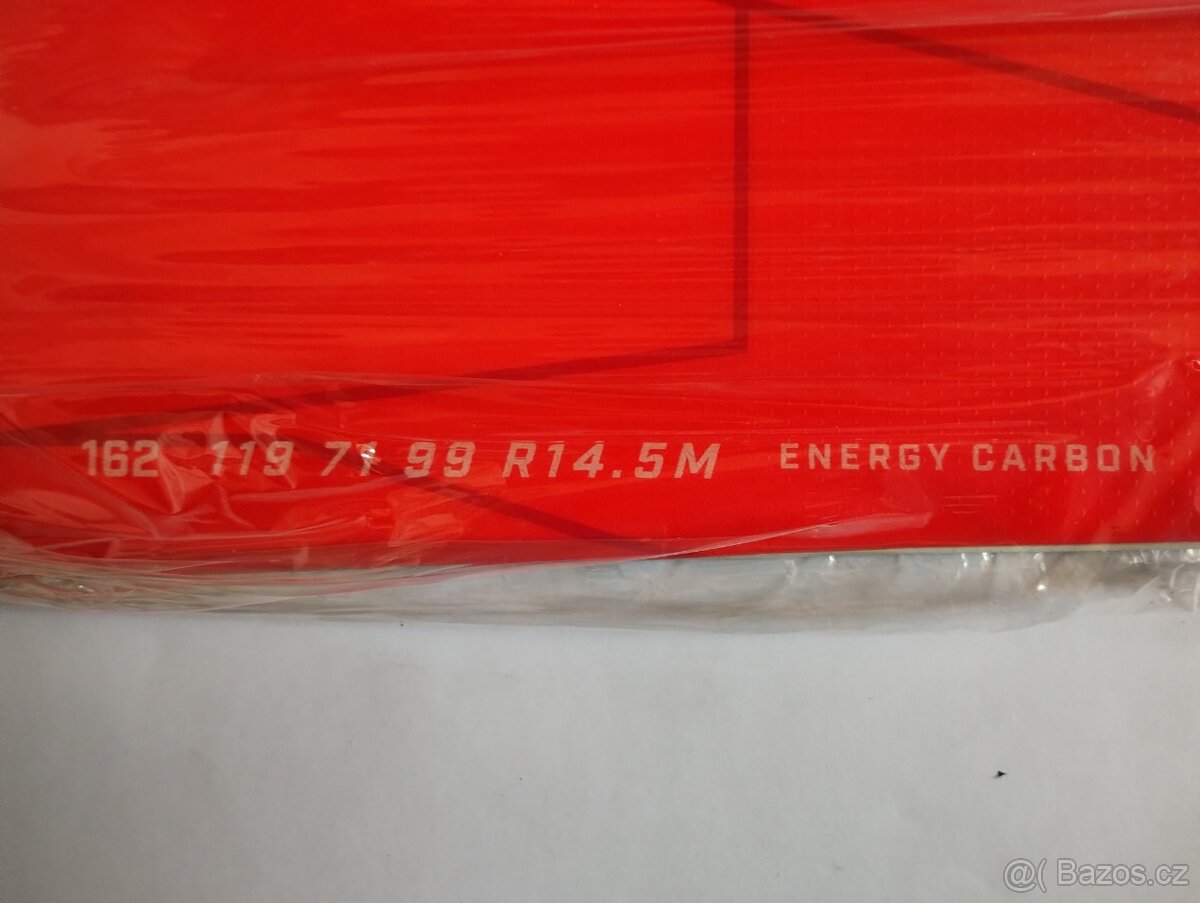 162 119 71 99 R14.5M ENERGY CARBON
@( Bazos.cz